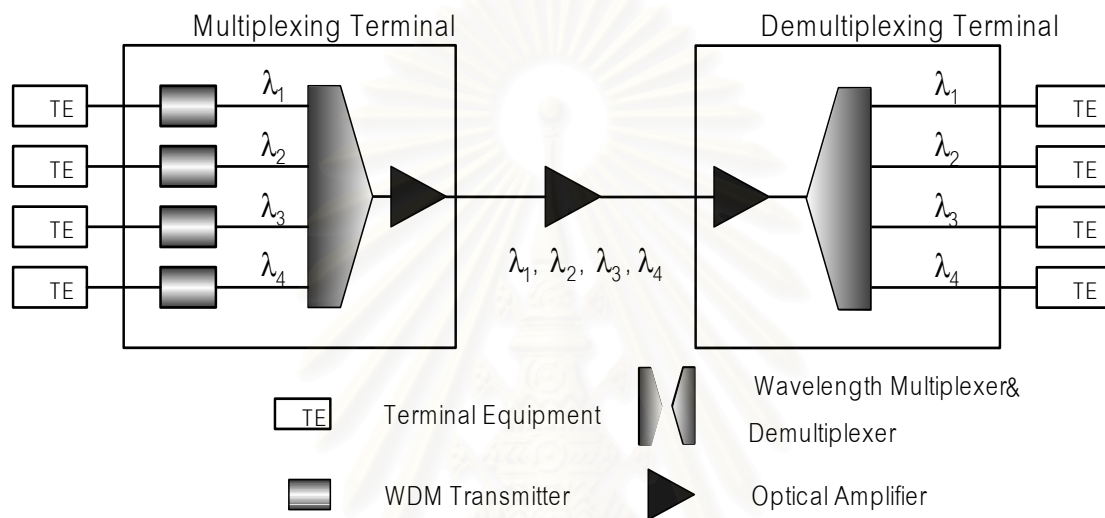 Multiplexing Terminal
Demultiplexing Terminal
TE λ1 λ1 TE
TE λ2 λ2 TE
TE λ3 λ3 TE
TE λ4 λ4 TE
λ1, λ2, λ3, λ4
TE Terminal Equipment
Wavelength Multiplexer&
Demultiplexer
WDM Transmitter
Optical Amplifier